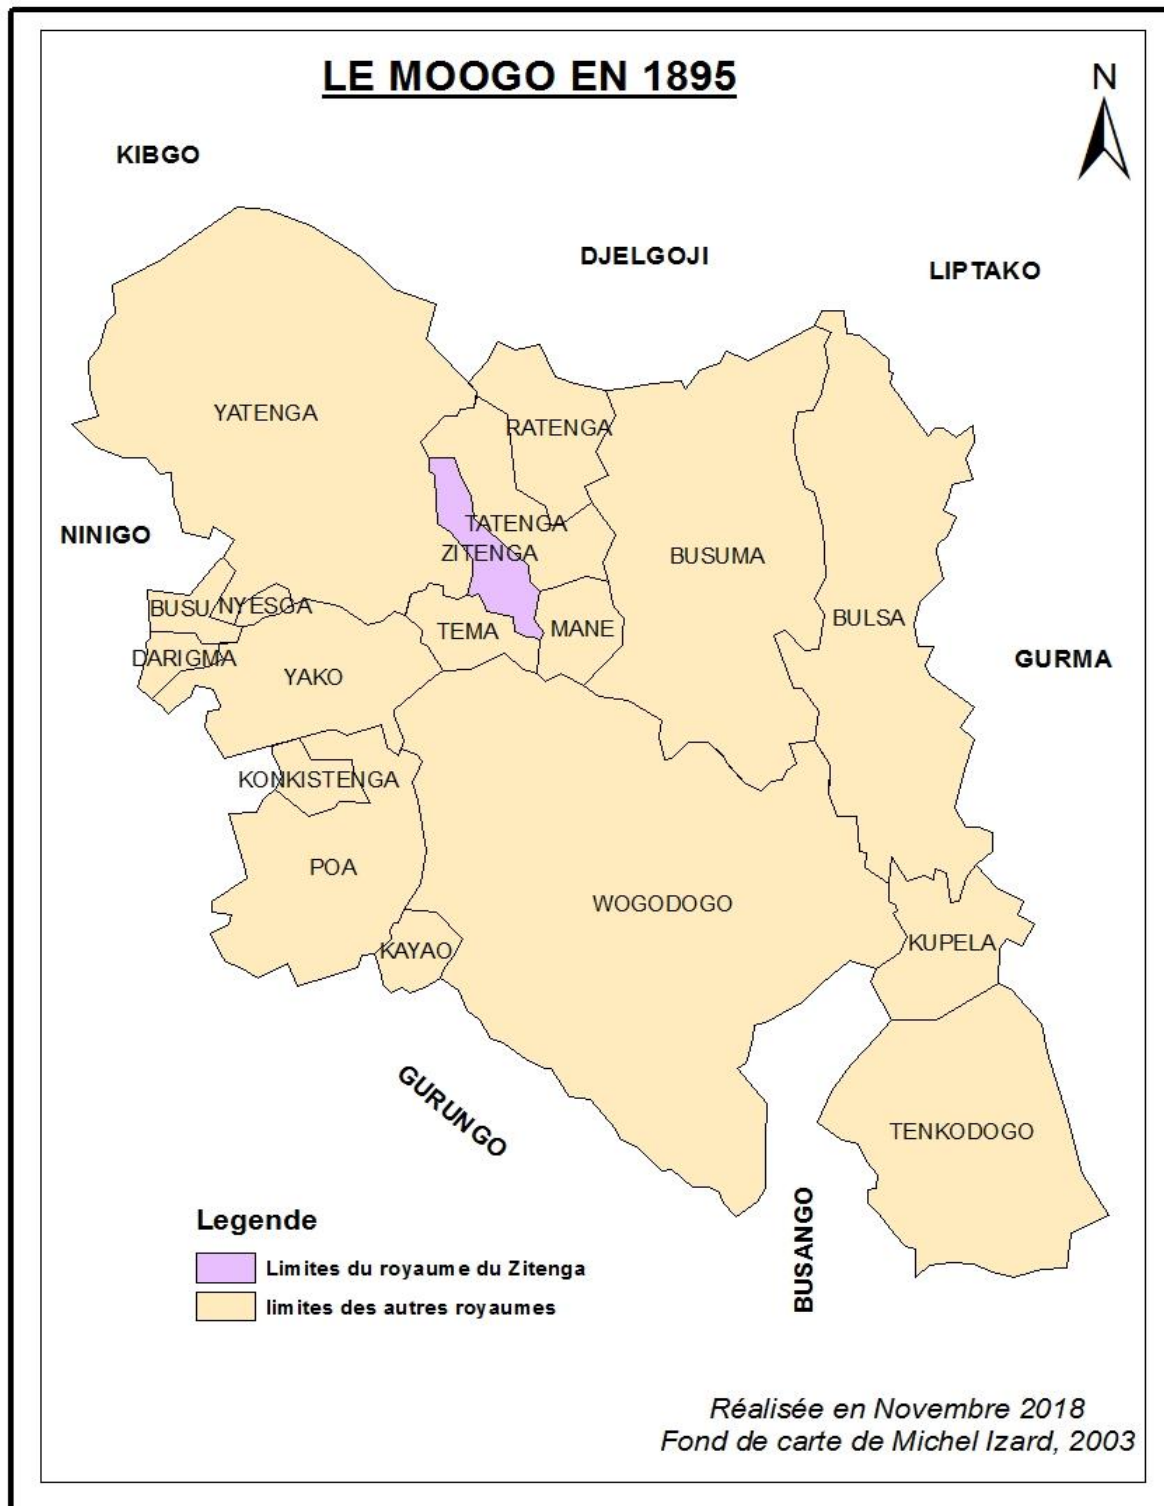 LE MOOGO EN 1895
N
KIBGO
DJELGOJI
LIPTAKO
YATENGA
RATENGA
TATENGA
NINIGO
ZITENGA
BUSUMA
BUSU
NYESGA
BULSA
TEMA
MANE
DARIGMA
GURMA
YAKO
KONKISTENGA
POA
WOGODOGO
KAYAO
KUPELA
GURUNGO
TENKODOGO
BUSANGO
Legende
Limites du royaume du Zitenga
limites des autres royaumes
Réalisée en Novembre 2018
Fond de carte de Michel Izard, 2003